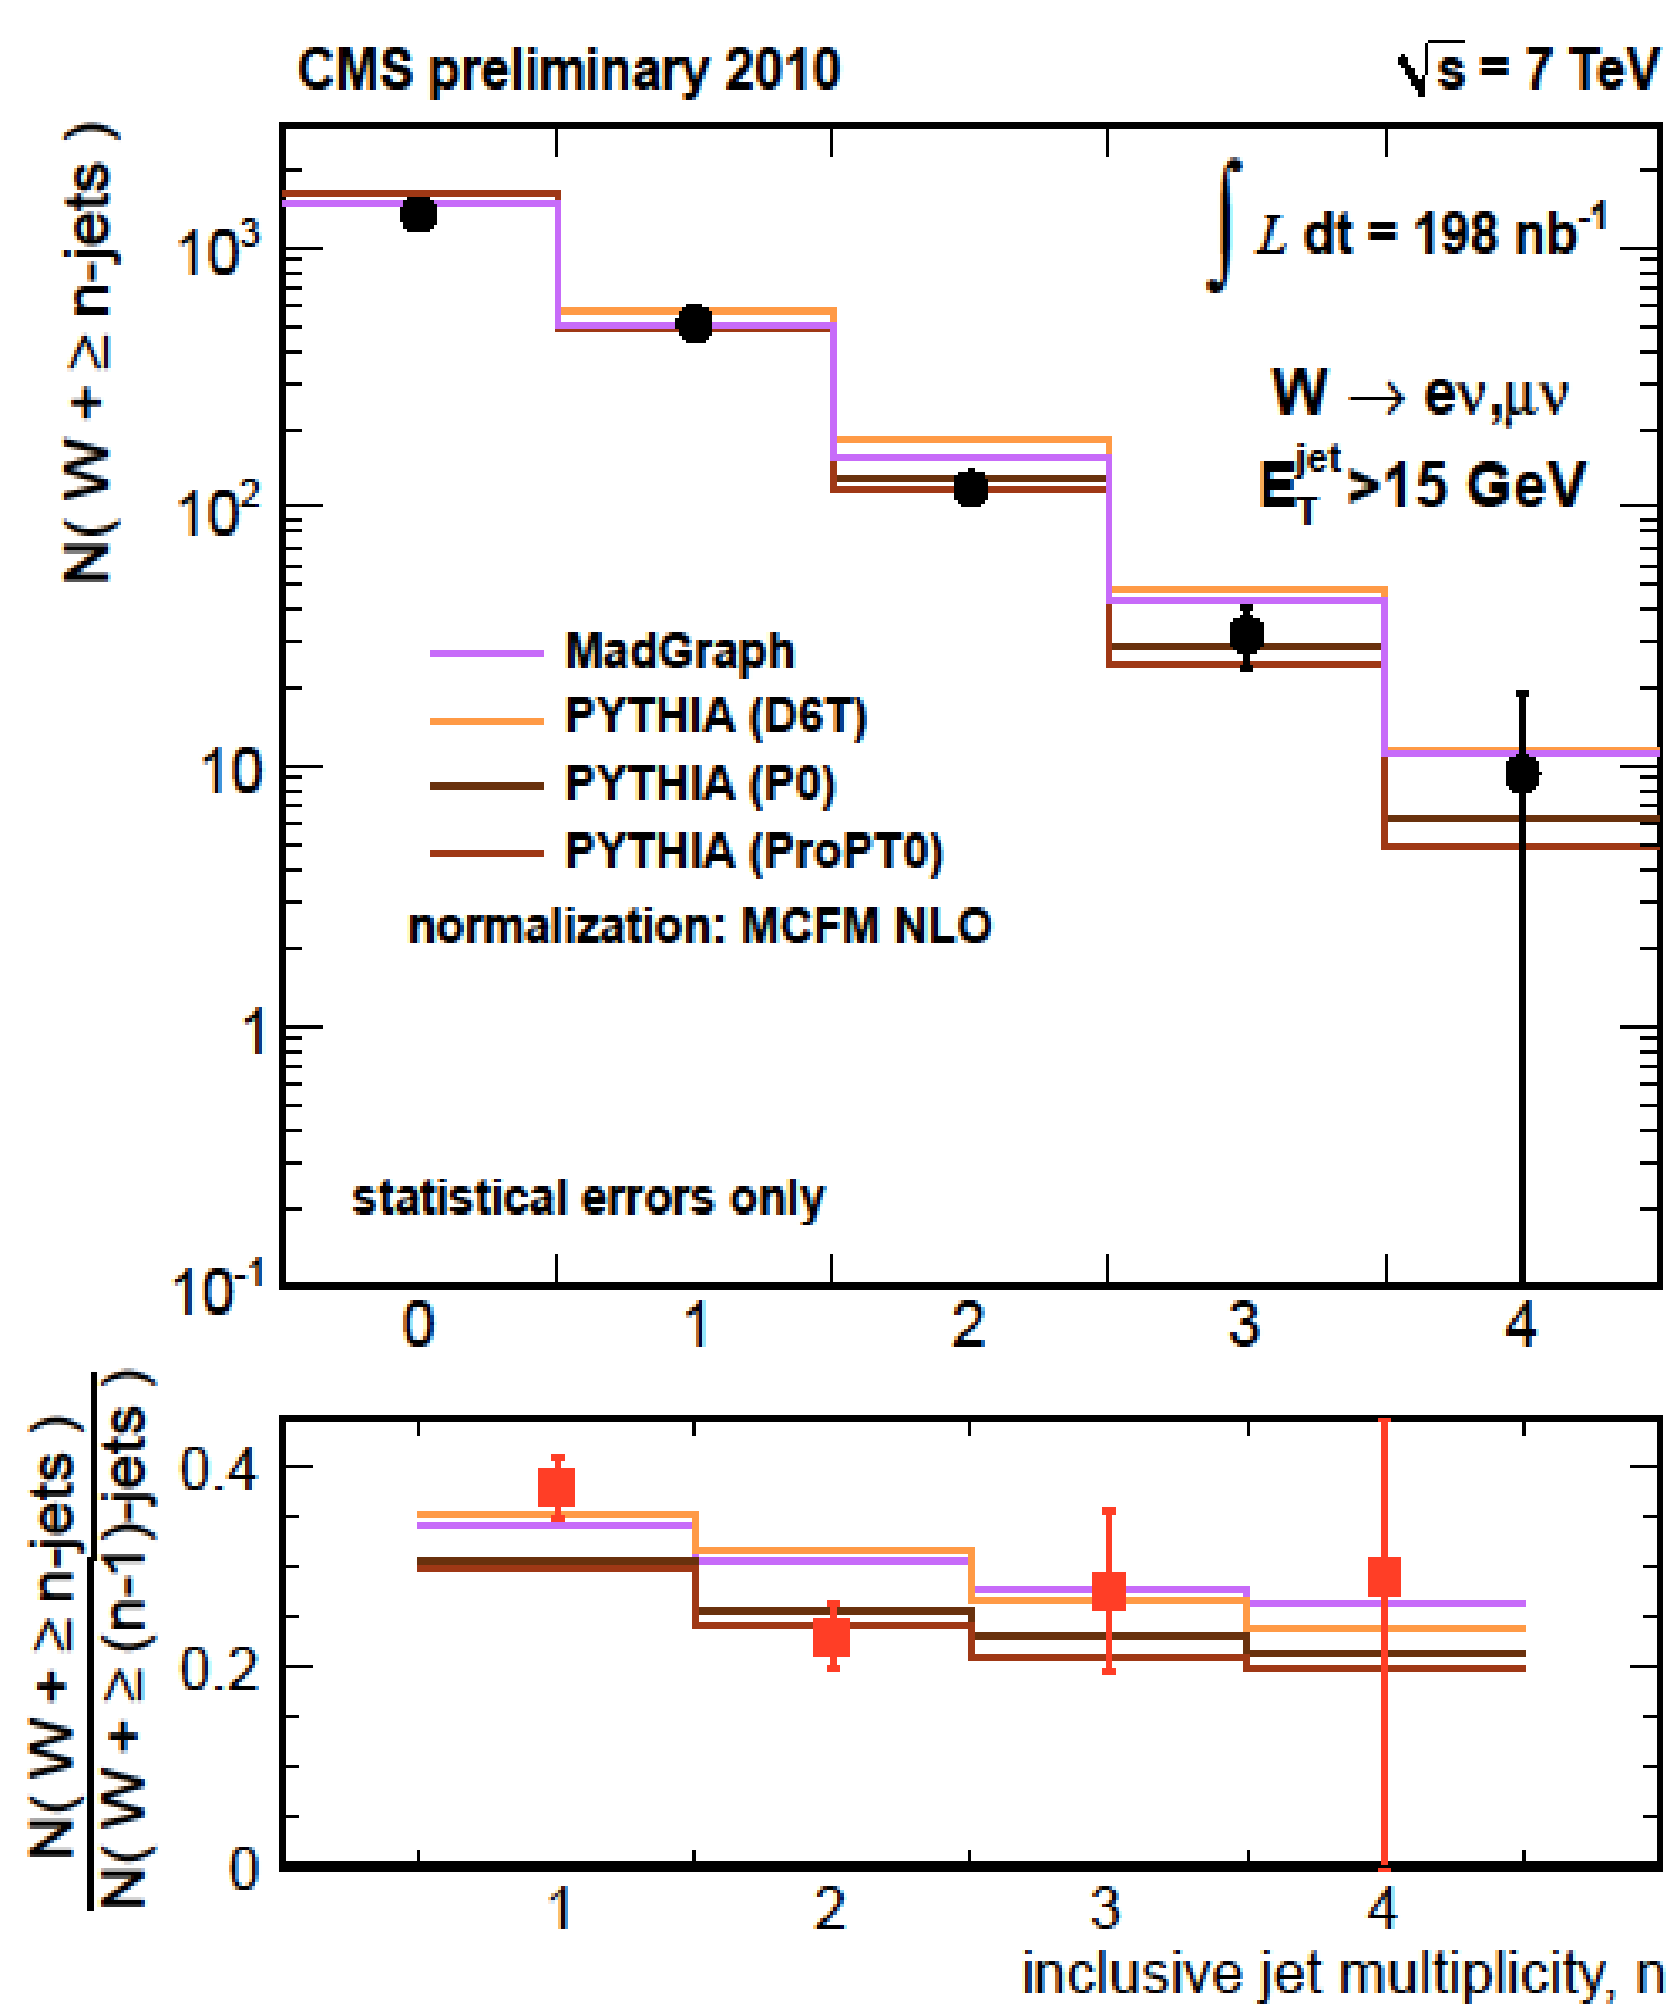 CMS preliminary 2010
√s = 7 TeV
N( W + ≥ n-jets )
10³
10²
10
1
10⁻¹
∫ L dt = 198 nb⁻¹
W → eν,μν
E_T^jet>15 GeV
MadGraph
PYTHIA (D6T)
PYTHIA (P0)
PYTHIA (ProPT0)
normalization: MCFM NLO
statistical errors only
0 1 2 3 4
N( W + ≥ n-jets )
N( W + ≥ (n-1)-jets )
0.4
0.2
0
1 2 3 4
inclusive jet multiplicity, n